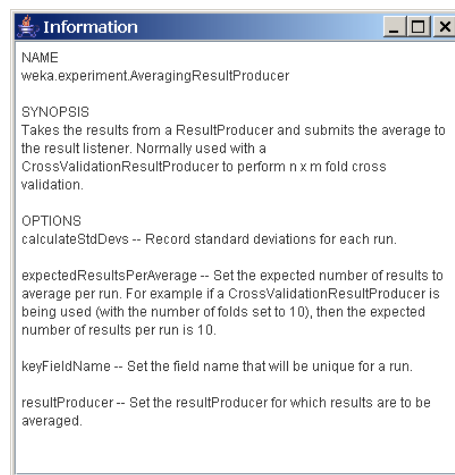 Information
NAME
weka.experiment.AveragingResultProducer
SYNOPSIS
Takes the results from a ResultProducer and submits the average to
the result listener. Normally used with a
CrossValidationResultProducer to perform n x m fold cross
validation.
OPTIONS
calculateStdDevs -- Record standard deviations for each run.
expectedResultsPerAverage -- Set the expected number of results to
average per run. For example if a CrossValidationResultProducer is
being used (with the number of folds set to 10), then the expected
number of results per run is 10.
keyFieldName -- Set the field name that will be unique for a run.
resultProducer -- Set the resultProducer for which results are to be
averaged.